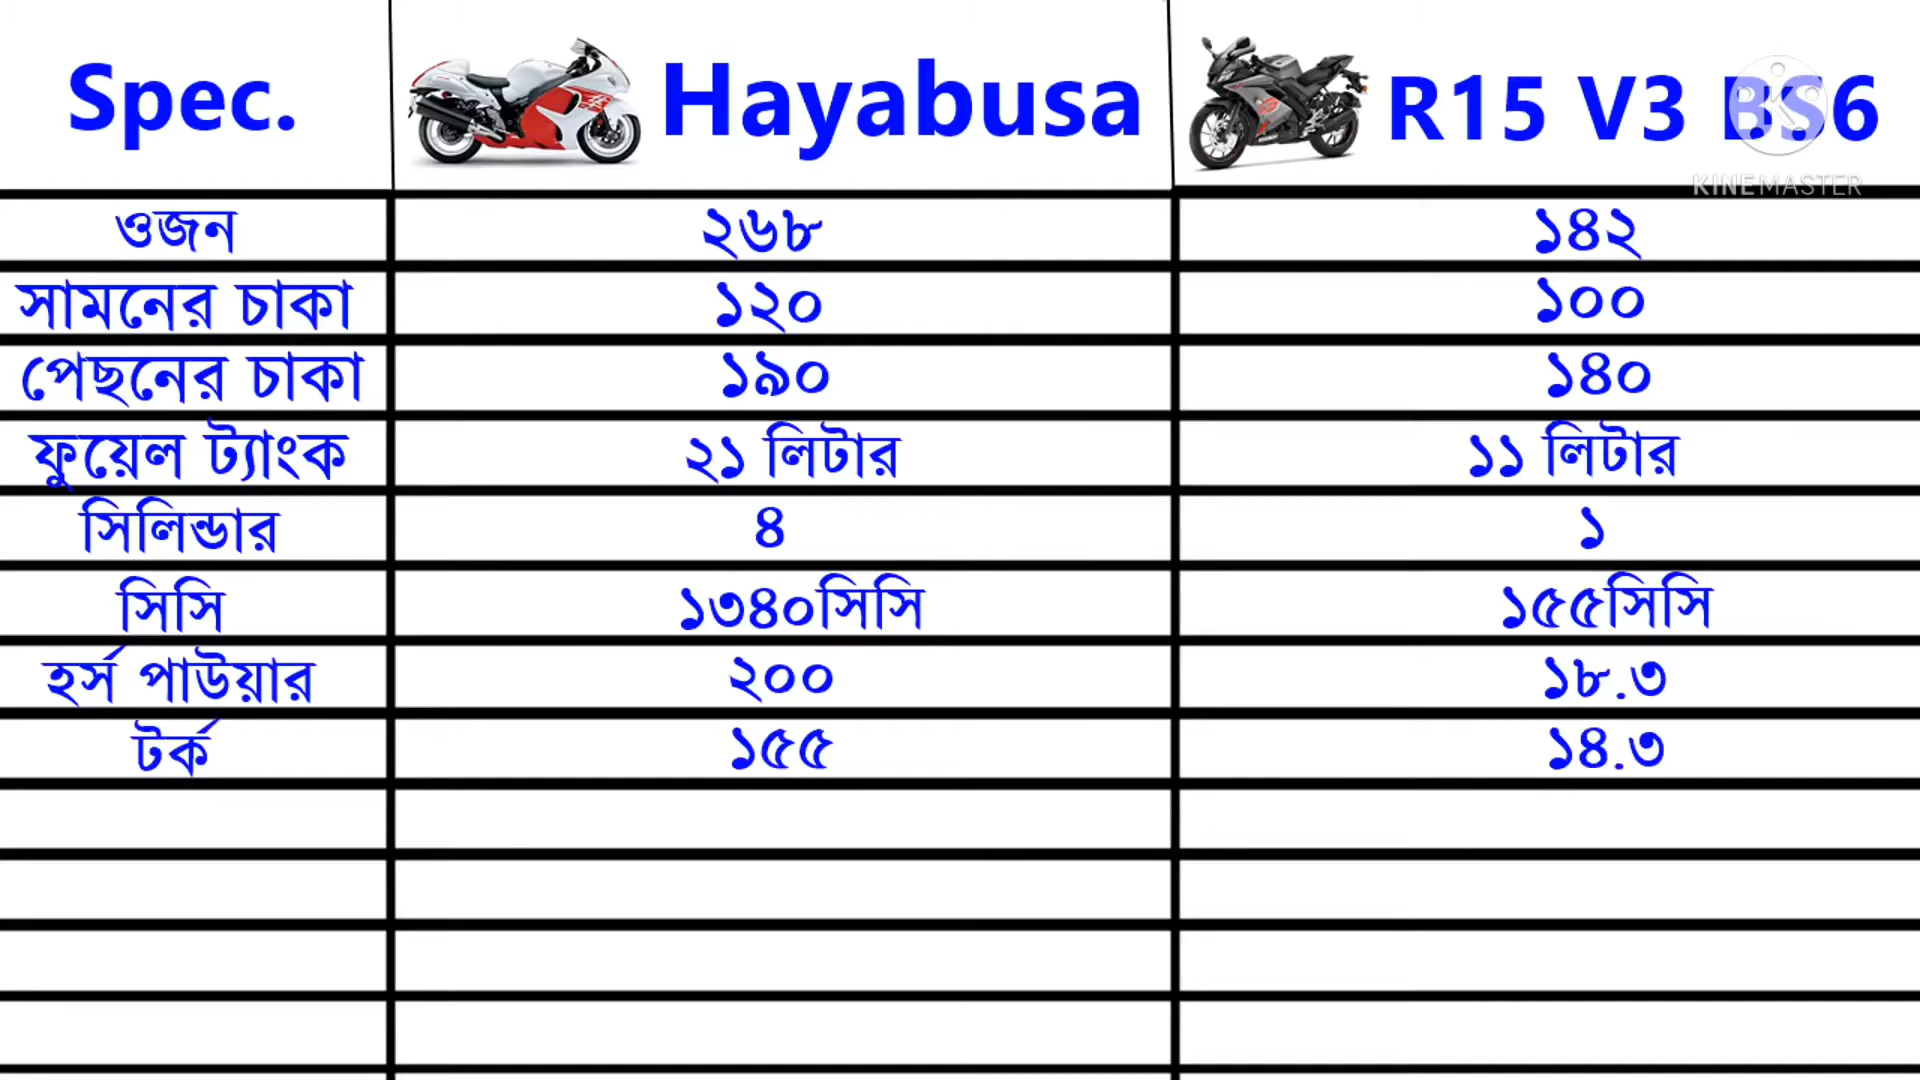 Spec. Hayabusa R15 V3 BS6
KINEMASTER
ওজন ২৬৮ ১৪২
সামনের চাকা ১২০ ১০০
পেছনের চাকা ১৯০ ১৪০
ফুয়েল ট্যাংক ২১ লিটার ১১ লিটার
সিলিন্ডার ৪ ১
সিসি ১৩৪০সিসি ১৫৫সিসি
হর্স পাউয়ার ২০০ ১৮.৩
টর্ক ১৫৫ ১৪.৩